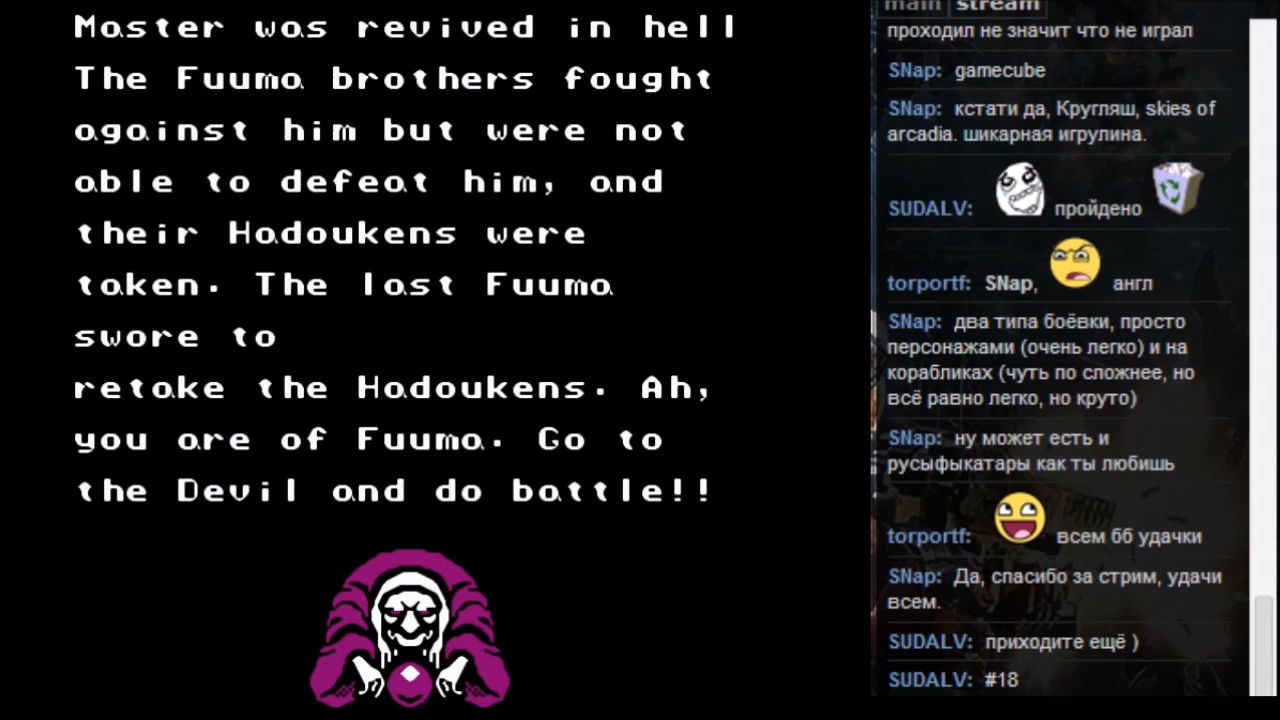 Master was revived in hell
The Fuuma brothers fought
against him but were not
able to defeat him, and
their Hadoukens were
taken. The last Fuuma
swore to
retake the Hadoukens. Ah,
you are of Fuuma. Go to
the Devil and do battle!!
main stream
проходил не значит что не играл
SNap: gamecube
SNap: кстати да, Кругляш, skies of
arcadia. шикарная игрулина.
SUDALV: пройдено
torportf: SNap, англ
SNap: два типа боёвки, просто
персонажами (очень легко) и на
корабликах (чуть по сложнее, но
всё равно легко, но круто)
SNap: ну может есть и
русыфыкатары как ты любишь
torportf: всем бб удачки
SNap: Да, спасибо за стрим, удачи
всем.
SUDALV: приходите ещё )
SUDALV: #18